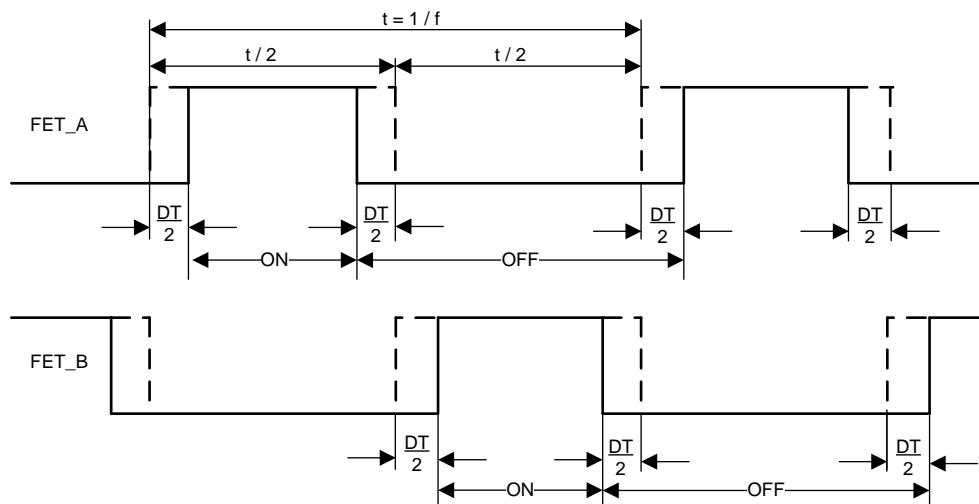 t = 1 / f
t / 2 t / 2
FET_A
DT DT DT DT
2 2 2 2
ON OFF
FET_B
DT DT DT
2 2 2
ON OFF